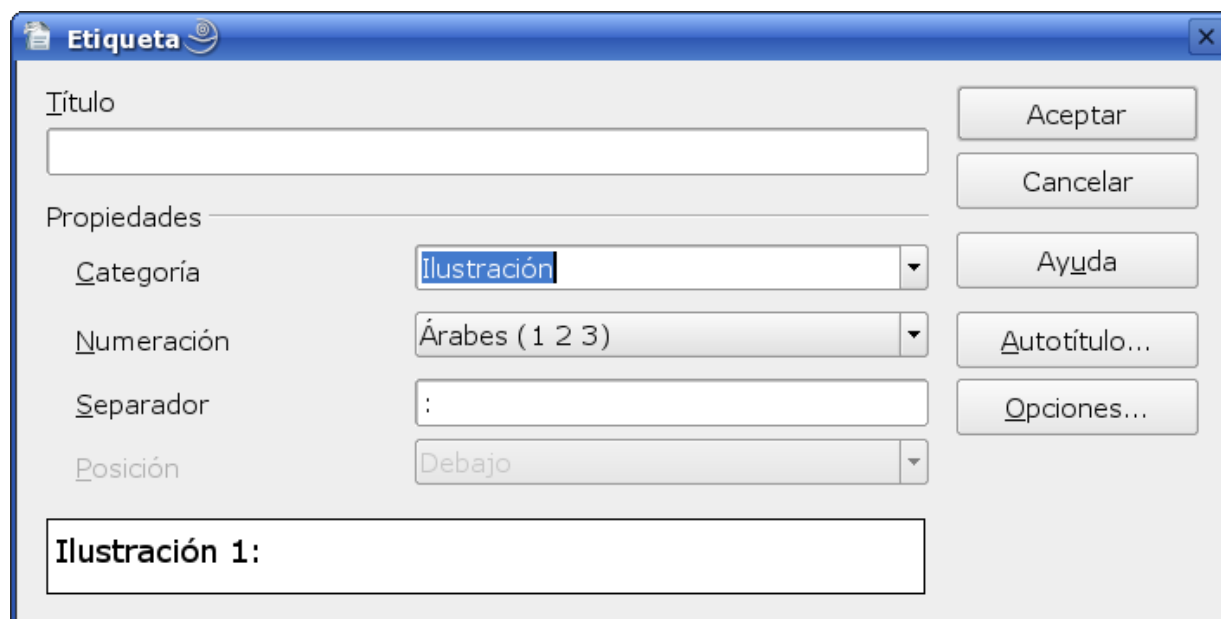 Etiqueta
Título
Aceptar
Cancelar
Propiedades
Categoría Ilustración
Ayuda
Numeración Árabes (1 2 3)
Autotítulo...
Separador :
Opciones...
Posición Debajo
Ilustración 1: